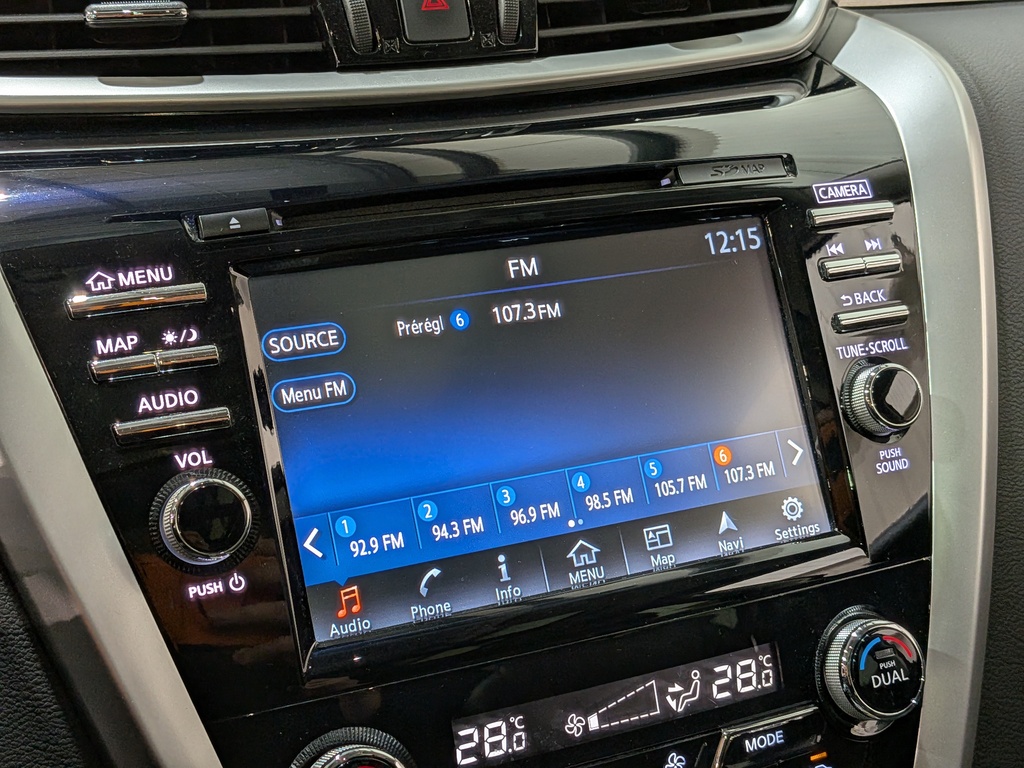 SD MAP
CAMERA
12:15
FM
MENU
Prérégl 6 107.3 FM
BACK
SOURCE
MAP
TUNE·SCROLL
Menu FM
AUDIO
PUSH
SOUND
VOL
1 92.9 FM
2 94.3 FM
3 96.9 FM
4 98.5 FM
5 105.7 FM
6 107.3 FM
PUSH
Audio
Phone
Info
MENU
Map
Navi
Settings
28.0 °C
28.0 °C
PUSH
DUAL
MODE